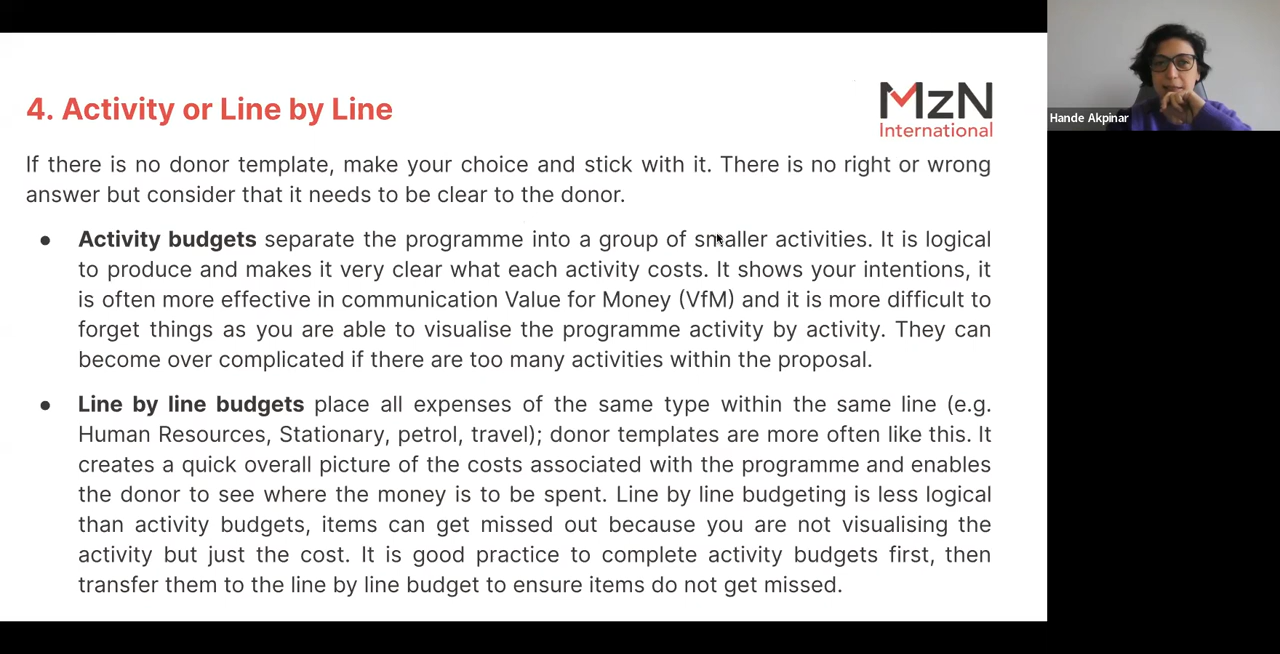 4. Activity or Line by Line
MzN
International
Hande Akpinar
If there is no donor template, make your choice and stick with it. There is no right or wrong
answer but consider that it needs to be clear to the donor.
● Activity budgets separate the programme into a group of smaller activities. It is logical
to produce and makes it very clear what each activity costs. It shows your intentions, it
is often more effective in communication Value for Money (VfM) and it is more difficult to
forget things as you are able to visualise the programme activity by activity. They can
become over complicated if there are too many activities within the proposal.
● Line by line budgets place all expenses of the same type within the same line (e.g.
Human Resources, Stationary, petrol, travel); donor templates are more often like this. It
creates a quick overall picture of the costs associated with the programme and enables
the donor to see where the money is to be spent. Line by line budgeting is less logical
than activity budgets, items can get missed out because you are not visualising the
activity but just the cost. It is good practice to complete activity budgets first, then
transfer them to the line by line budget to ensure items do not get missed.